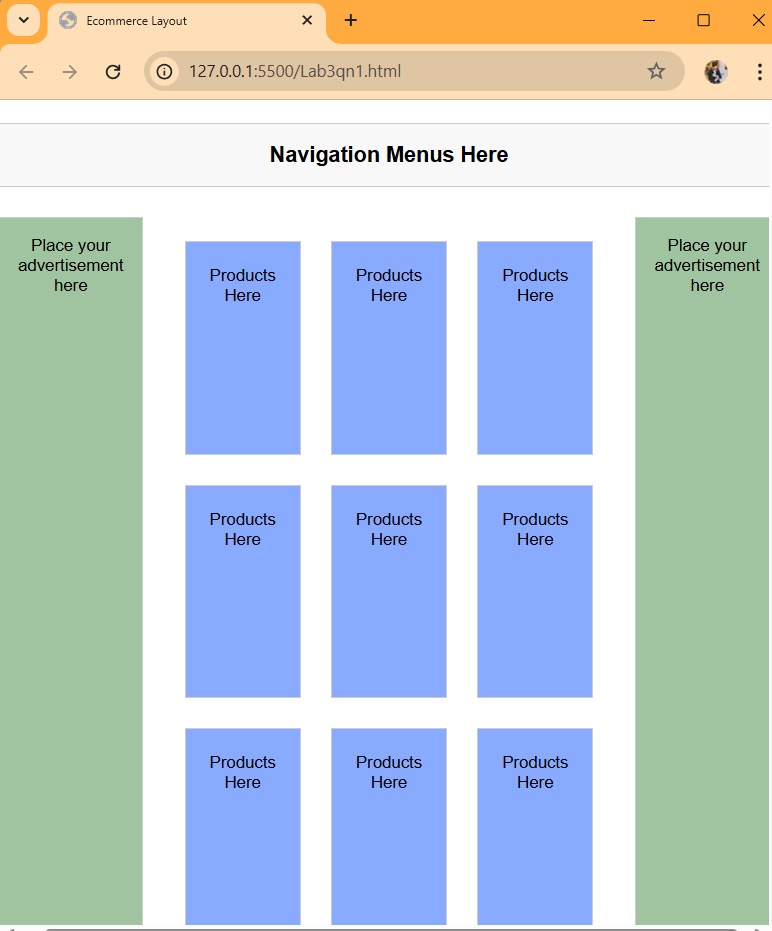 Ecommerce Layout
127.0.0.1:5500/Lab3qn1.html
Navigation Menus Here
Place your
advertisement
here
Products
Here
Products
Here
Products
Here
Place your
advertisement
here
Products
Here
Products
Here
Products
Here
Products
Here
Products
Here
Products
Here